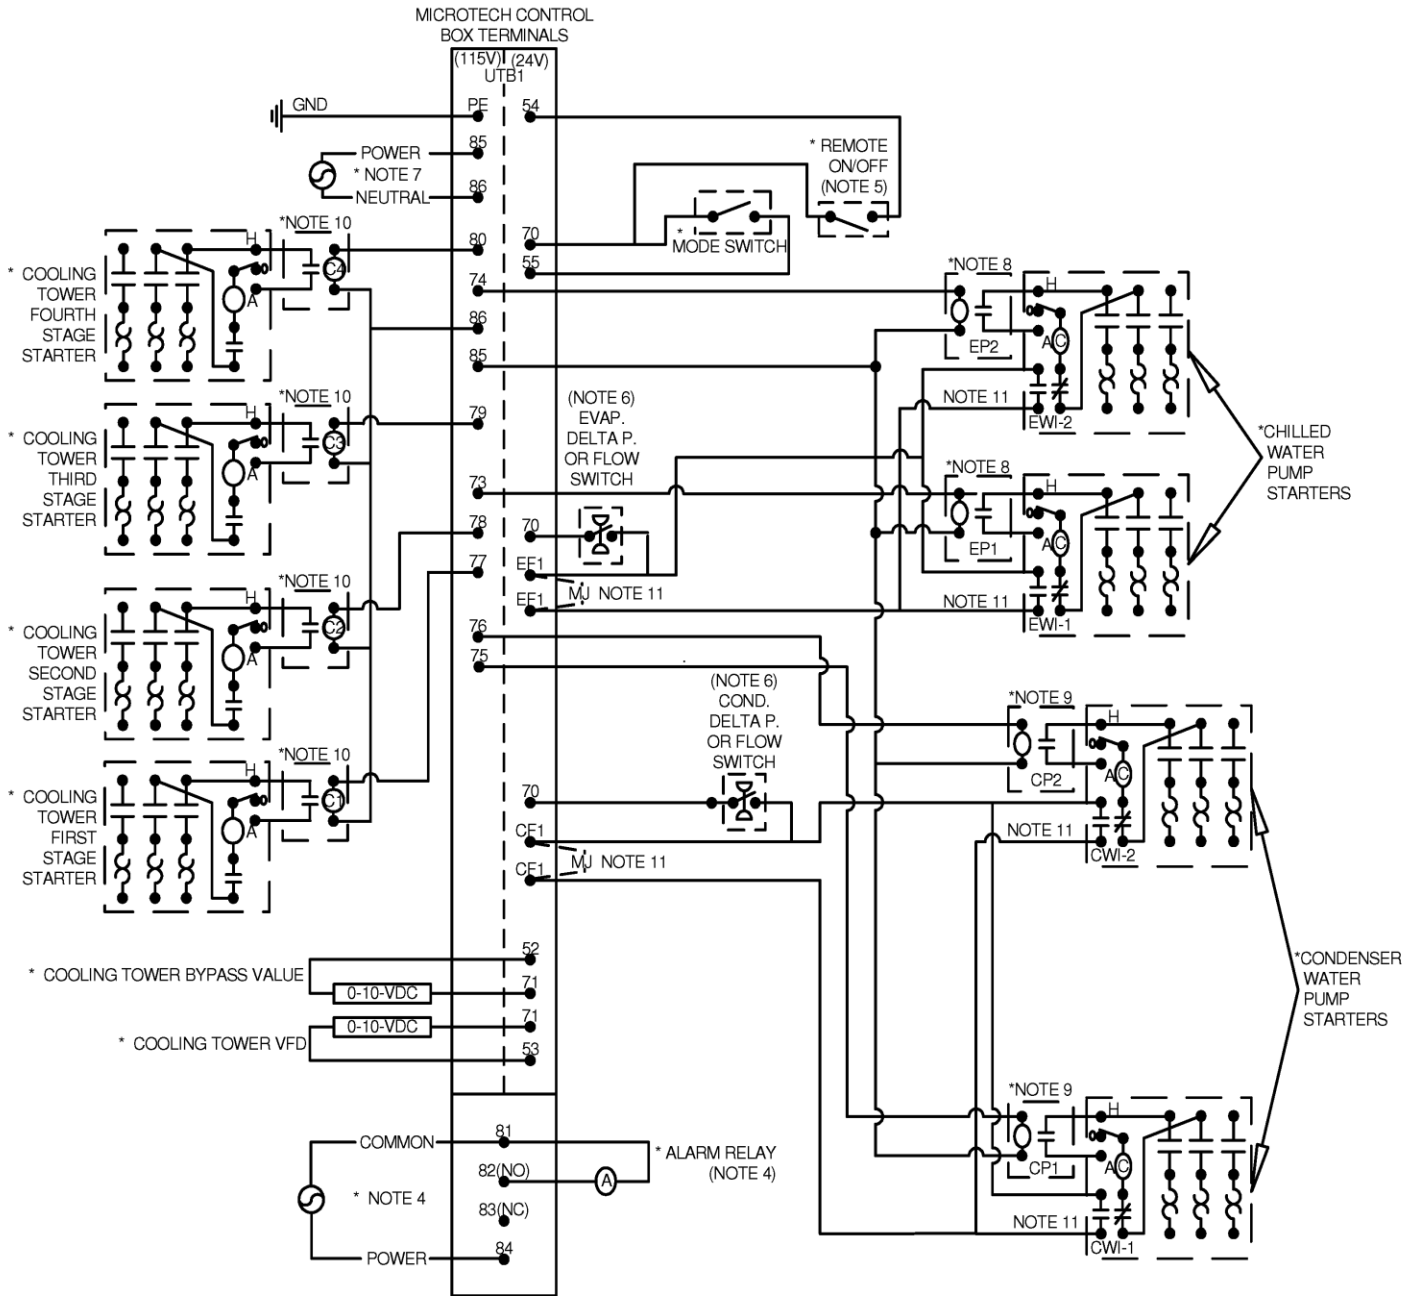 MICROTECH CONTROL
BOX TERMINALS
(115V) (24V)
UTB1
GND
PE
54
85
POWER
* NOTE 7
NEUTRAL
86
* REMOTE
ON/OFF
(NOTE 5)
*
MODE SWITCH
70
55
80
74
86
85
79
73
78
77
70
EF1
EF1
76
75
70
CF1
CF1
52
71
71
53
81
82(NO)
83(NC)
84
*NOTE 10
H
A
C4
* COOLING
TOWER
FOURTH
STAGE
STARTER
*NOTE 10
H
A
C3
* COOLING
TOWER
THIRD
STAGE
STARTER
*NOTE 10
H
A
C2
* COOLING
TOWER
SECOND
STAGE
STARTER
*NOTE 10
H
A
C1
* COOLING
TOWER
FIRST
STAGE
STARTER
(NOTE 6)
EVAP.
DELTA P.
OR FLOW
SWITCH
MJ NOTE 11
(NOTE 6)
COND.
DELTA P.
OR FLOW
SWITCH
MJ NOTE 11
*NOTE 8
EP2
H
A
C
NOTE 11
EWI-2
*NOTE 8
EP1
H
A
C
NOTE 11
EWI-1
*CHILLED
WATER
PUMP
STARTERS
*NOTE 9
CP2
H
A
C
NOTE 11
CWI-2
*NOTE 9
CP1
H
A
C
NOTE 11
CWI-1
*CONDENSER
WATER
PUMP
STARTERS
* COOLING TOWER BYPASS VALUE
0-10-VDC
0-10-VDC
* COOLING TOWER VFD
COMMON
* NOTE 4
POWER
A
* ALARM RELAY
(NOTE 4)